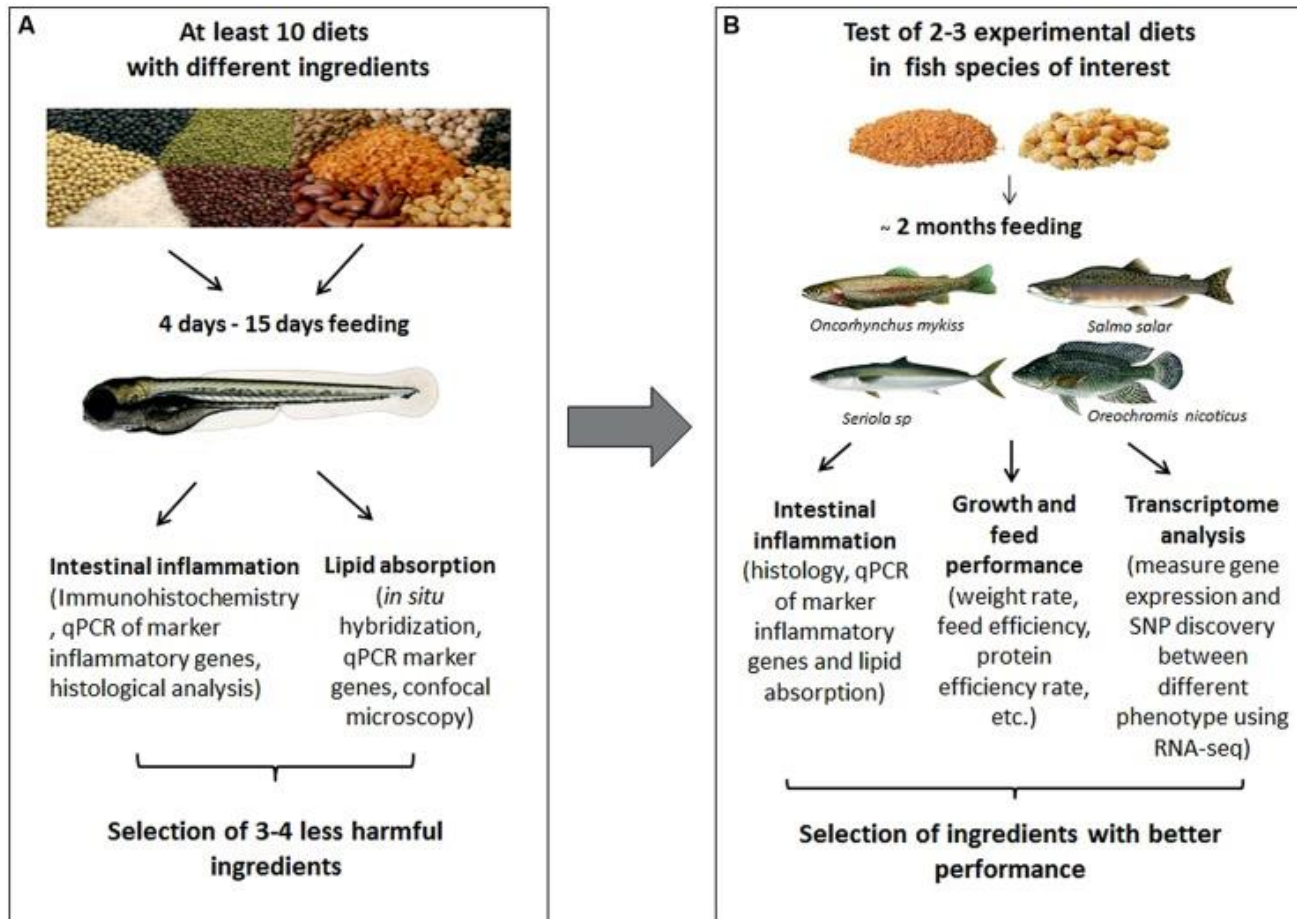 A
At least 10 diets
with different ingredients
4 days - 15 days feeding
Intestinal inflammation
(Immunohistochemistry
, qPCR of marker
inflammatory genes,
histological analysis)
Lipid absorption
(in situ
hybridization,
qPCR marker
genes, confocal
microscopy)
Selection of 3-4 less harmful
ingredients
B
Test of 2-3 experimental diets
in fish species of interest
~ 2 months feeding
Oncorhynchus mykiss
Salmo salar
Seriola sp
Oreochromis nicoticus
Intestinal
inflammation
(histology, qPCR
of marker
inflammatory
genes and lipid
absorption)
Growth and
feed
performance
(weight rate,
feed efficiency,
protein
efficiency rate,
etc.)
Transcriptome
analysis
(measure gene
expression and
SNP discovery
between
different
phenotype using
RNA-seq)
Selection of ingredients with better
performance